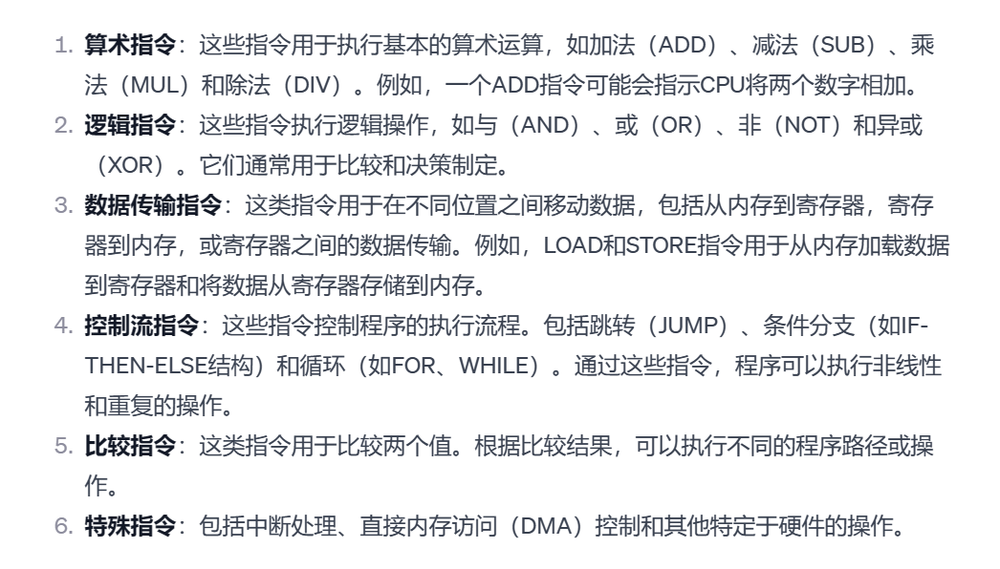 1. 算术指令：这些指令用于执行基本的算术运算，如加法（ADD）、减法（SUB）、乘
法（MUL）和除法（DIV）。例如，一个ADD指令可能会指示CPU将两个数字相加。
2. 逻辑指令：这些指令执行逻辑操作，如与（AND）、或（OR）、非（NOT）和异或
（XOR）。它们通常用于比较和决策制定。
3. 数据传输指令：这类指令用于在不同位置之间移动数据，包括从内存到寄存器，寄存
器到内存，或寄存器之间的数据传输。例如，LOAD和STORE指令用于从内存加载数据
到寄存器和将数据从寄存器存储到内存。
4. 控制流指令：这些指令控制程序的执行流程。包括跳转（JUMP）、条件分支（如IF-
THEN-ELSE结构）和循环（如FOR、WHILE）。通过这些指令，程序可以执行非线性
和重复的操作。
5. 比较指令：这类指令用于比较两个值。根据比较结果，可以执行不同的程序路径或操
作。
6. 特殊指令：包括中断处理、直接内存访问（DMA）控制和其他特定于硬件的操作。